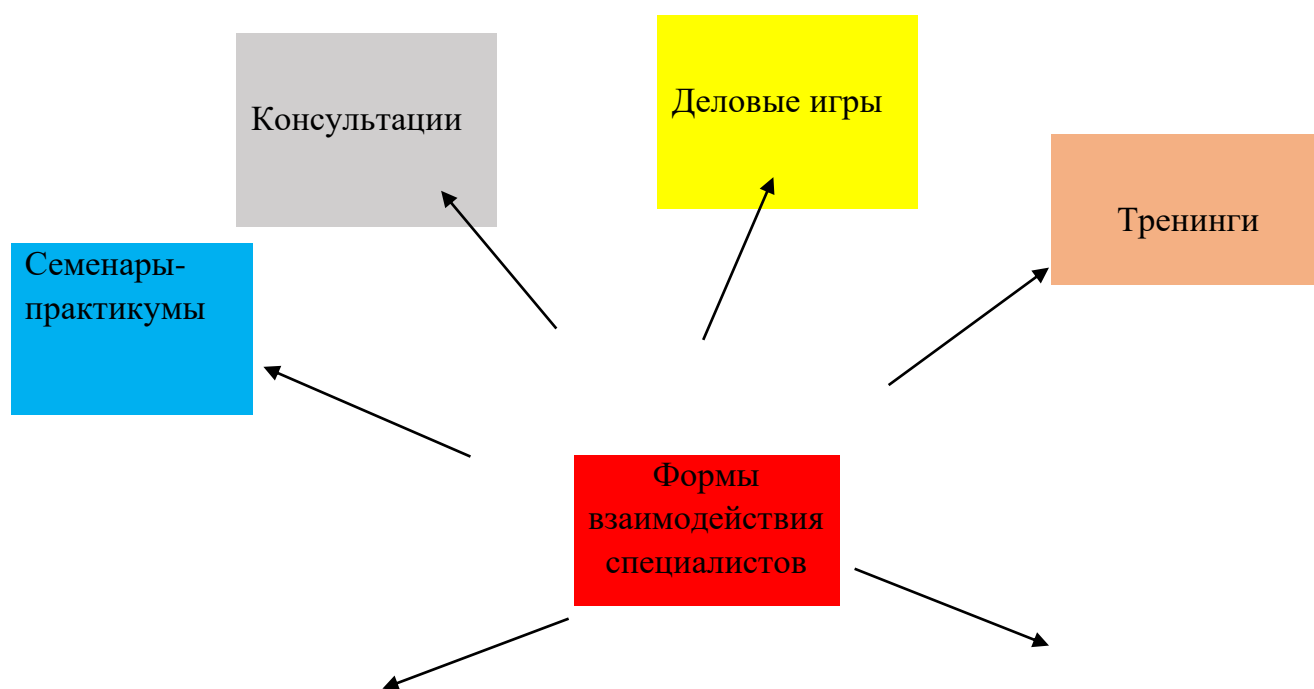 Консультации
Деловые игры
Тренинги
Семенары-
практикумы
Формы
взаимодействия
специалистов